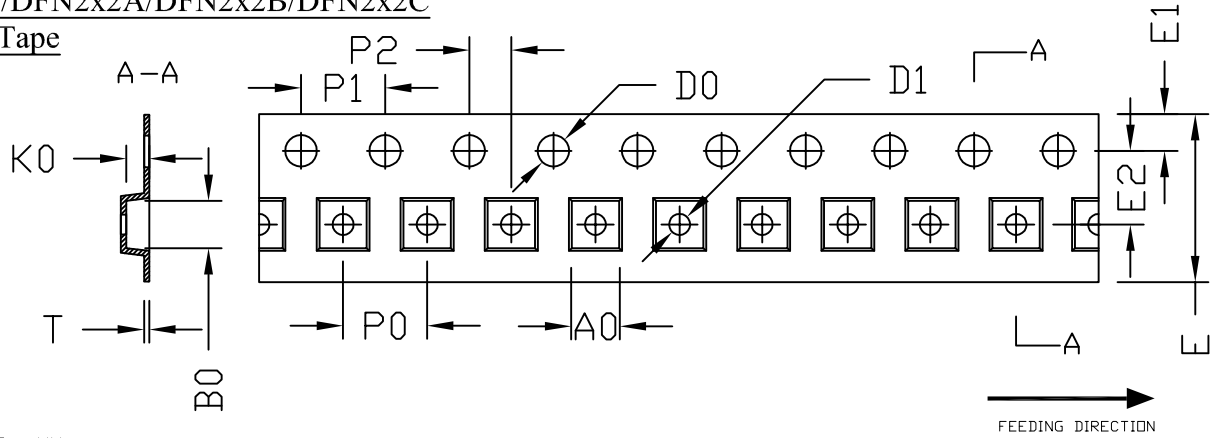 /DFN2x2A/DFN2x2B/DFN2x2C
Tape
A-A
P2
P1
D0
D1
A
E1
K0
E2
T
P0
A0
A
E
B0
FEEDING DIRECTION